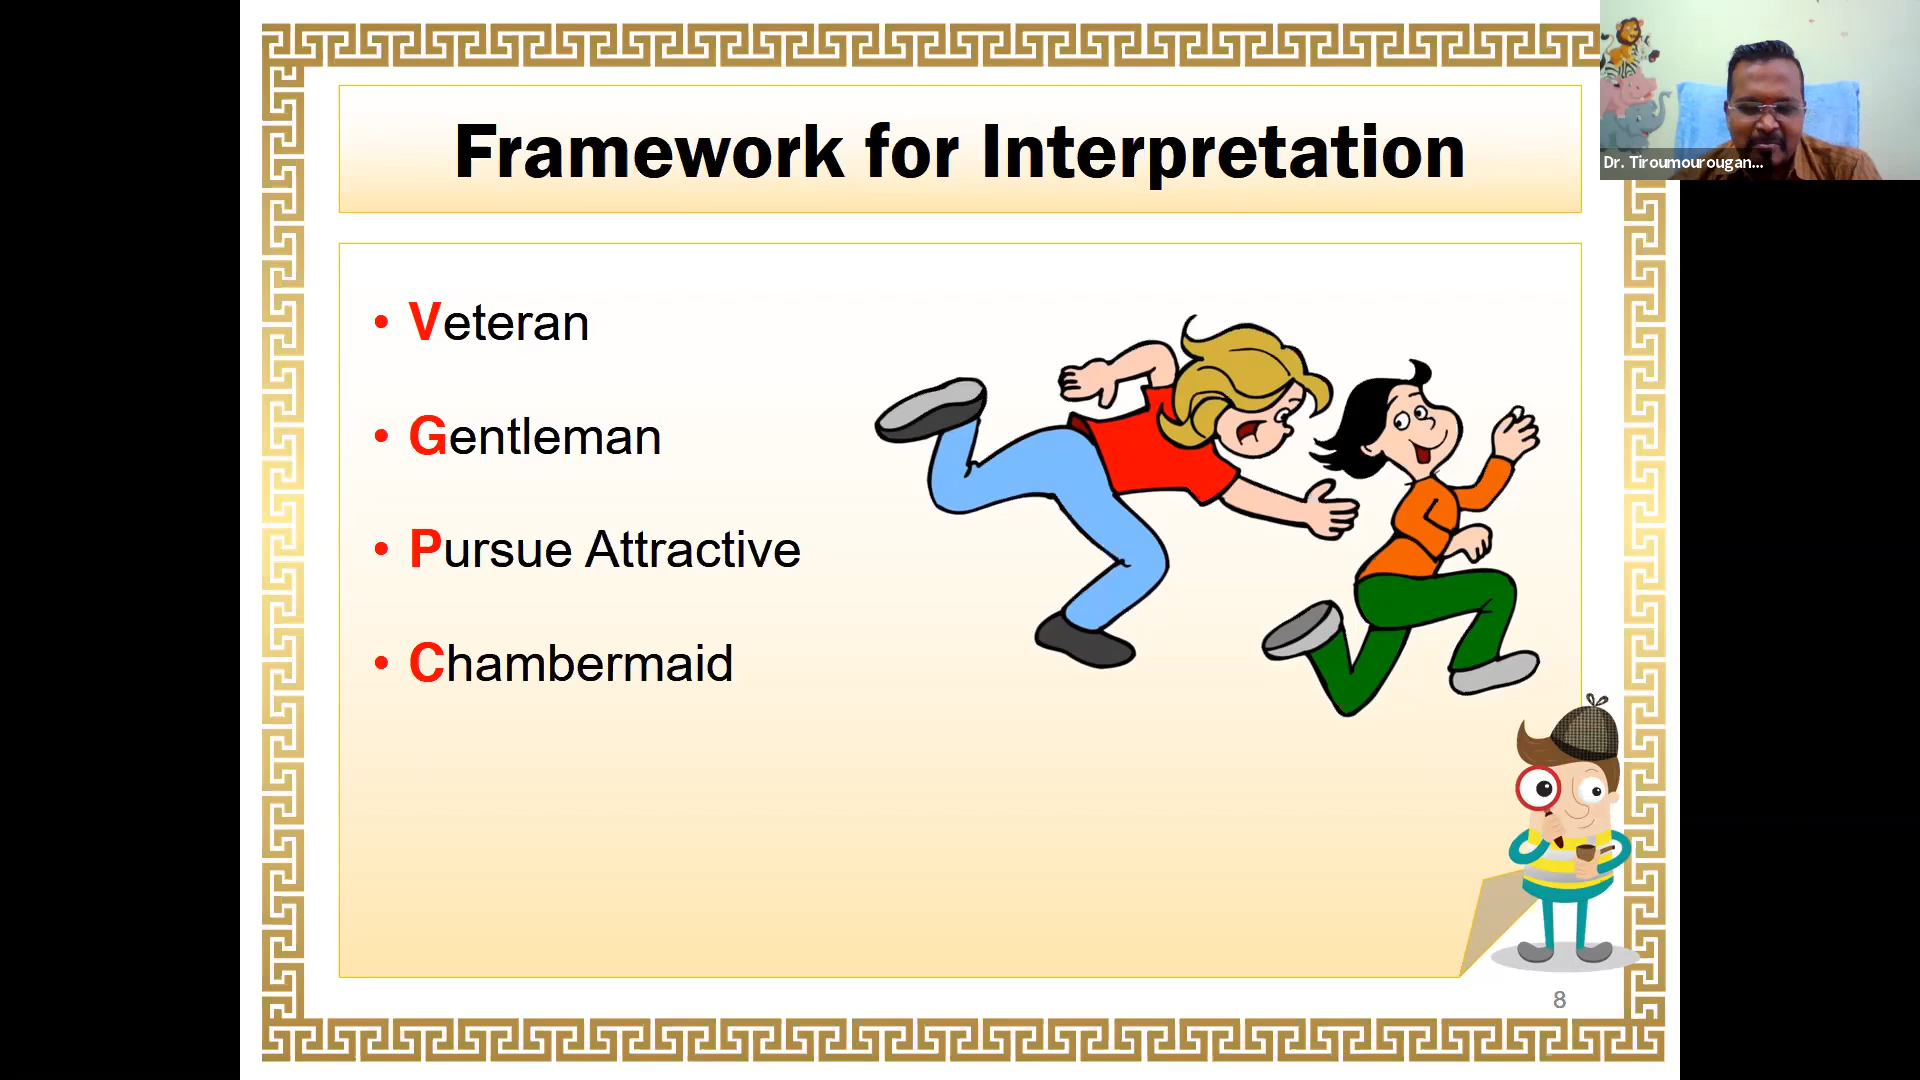 Framework for Interpretation
Dr. Tiroumourougan...
• Veteran
• Gentleman
• Pursue Attractive
• Chambermaid
8